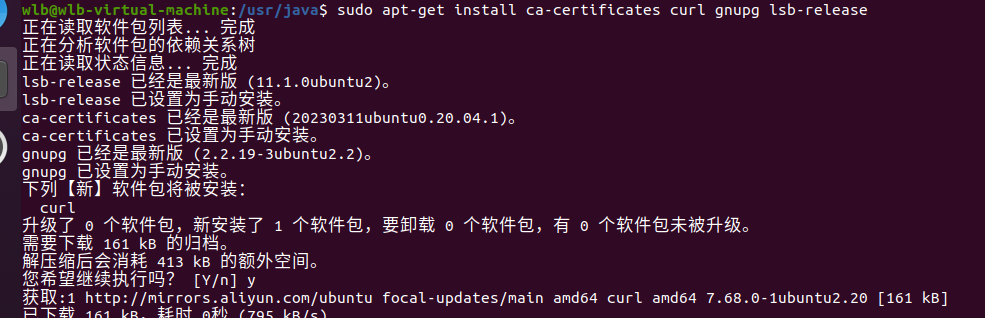 wlb@wlb-virtual-machine:/usr/java$ sudo apt-get install ca-certificates curl gnupg lsb-release
正在读取软件包列表... 完成
正在分析软件包的依赖关系树
正在读取状态信息... 完成
lsb-release 已经是最新版 (11.1.0ubuntu2)。
lsb-release 已设置为手动安装。
ca-certificates 已经是最新版 (20230311ubuntu0.20.04.1)。
ca-certificates 已设置为手动安装。
gnupg 已经是最新版 (2.2.19-3ubuntu2.2)。
gnupg 已设置为手动安装。
下列【新】软件包将被安装：
  curl
升级了 0 个软件包，新安装了 1 个软件包，要卸载 0 个软件包，有 0 个软件包未被升级。
需要下载 161 kB 的归档。
解压缩后会消耗 413 kB 的额外空间。
您希望继续执行吗？ [Y/n] y
获取:1 http://mirrors.aliyun.com/ubuntu focal-updates/main amd64 curl amd64 7.68.0-1ubuntu2.20 [161 kB]
已下载 161 kB，耗时 0秒 (795 kB/s)